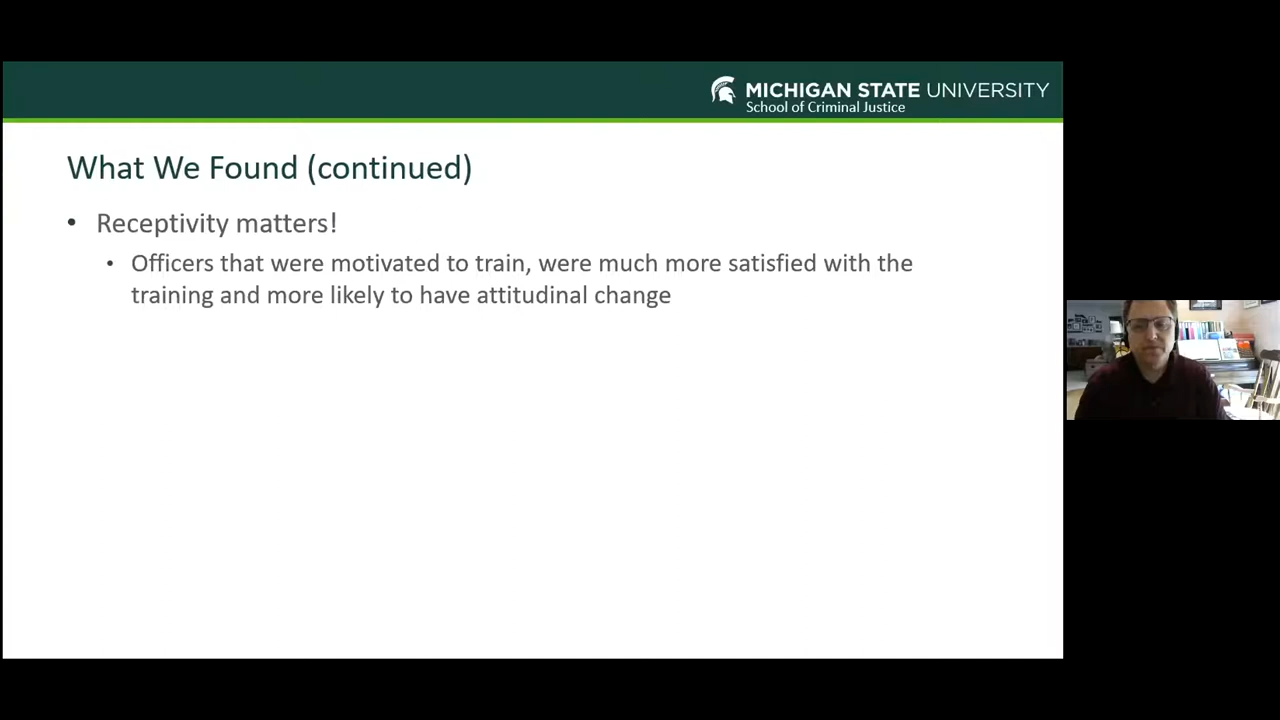 MICHIGAN STATE UNIVERSITY
School of Criminal Justice
What We Found (continued)
• Receptivity matters!
• Officers that were motivated to train, were much more satisfied with the
training and more likely to have attitudinal change